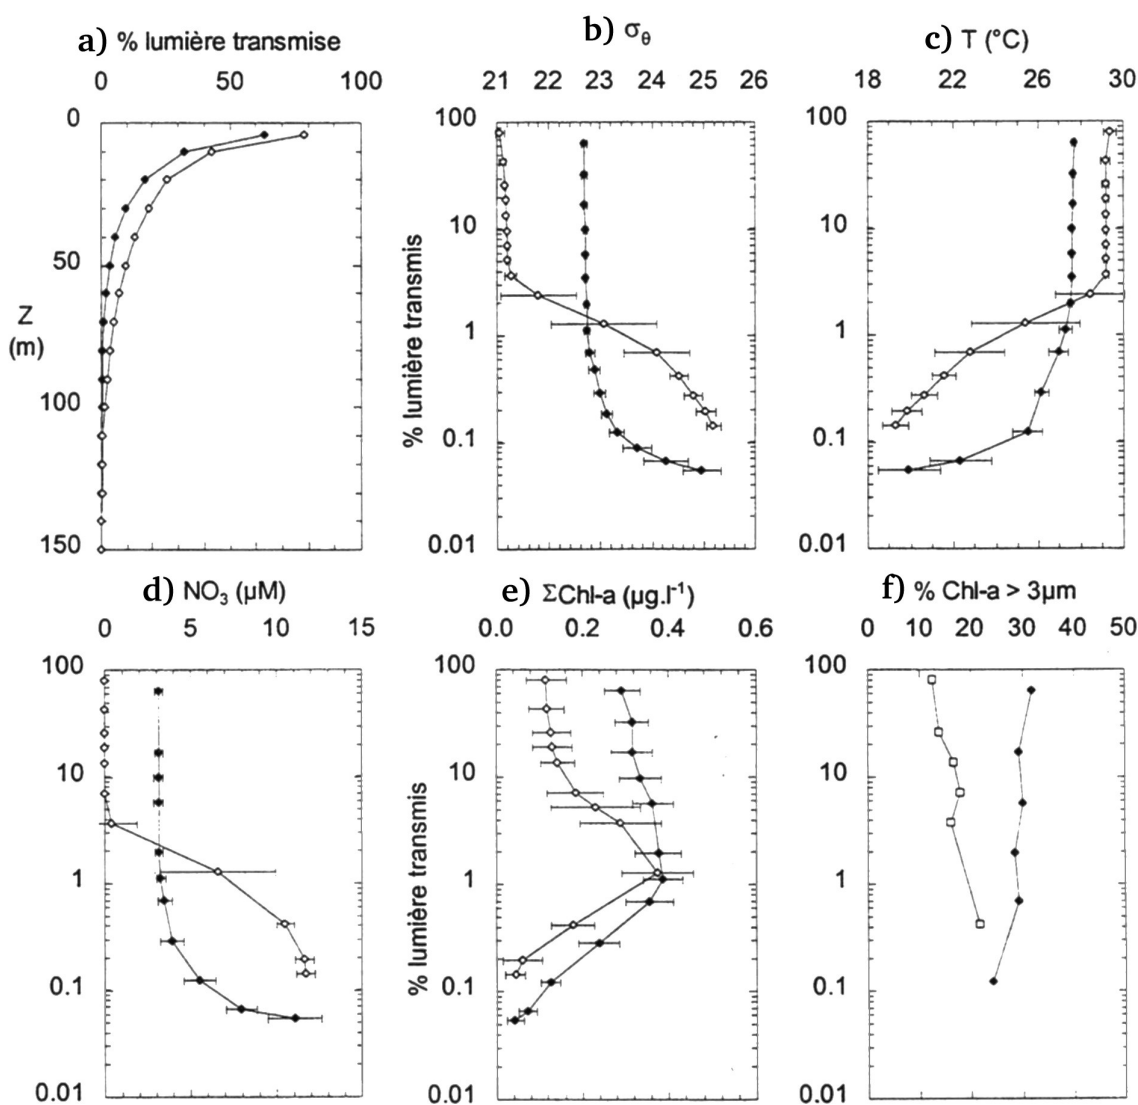 a) % lumière transmise
0 50 100
0
50
100
150
Z
(m)
b) σθ
21 22 23 24 25 26
100
10
1
0.1
0.01
% lumière transmis
c) T (°C)
18 22 26 30
100
10
1
0.1
0.01
d) NO3 (µM)
0 5 10 15
100
10
1
0.1
0.01
e) ΣChl-a (µg.l-1)
0.0 0.2 0.4 0.6
100
10
1
0.1
0.01
% lumière transmis
f) % Chl-a > 3µm
0 10 20 30 40 50
100
10
1
0.1
0.01